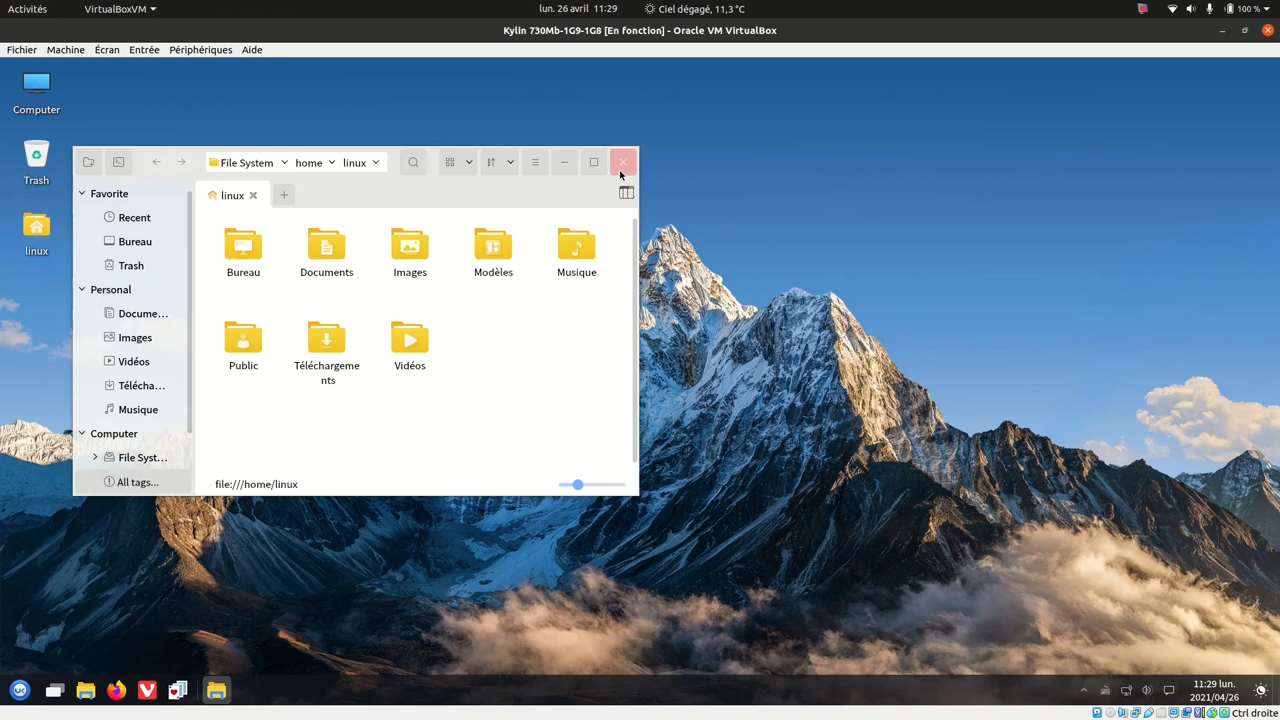 Activités
VirtualBoxVM
lun. 26 avril 11:29
Ciel dégagé, 11,3 °C
100 %
Kylin 730Mb-1G9-1G8 [En fonction] - Oracle VM VirtualBox
Fichier Machine Écran Entrée Périphériques Aide
Computer
Trash
linux
File System home linux
linux
Favorite
Recent
Bureau
Trash
Personal
Docume...
Images
Vidéos
Télécha...
Musique
Computer
File Syst...
All tags...
Bureau Documents Images Modèles Musique
Public Téléchargeme
nts Vidéos
file:///home/linux
UK
11:29 lun.
2021/04/26
Ctrl droite